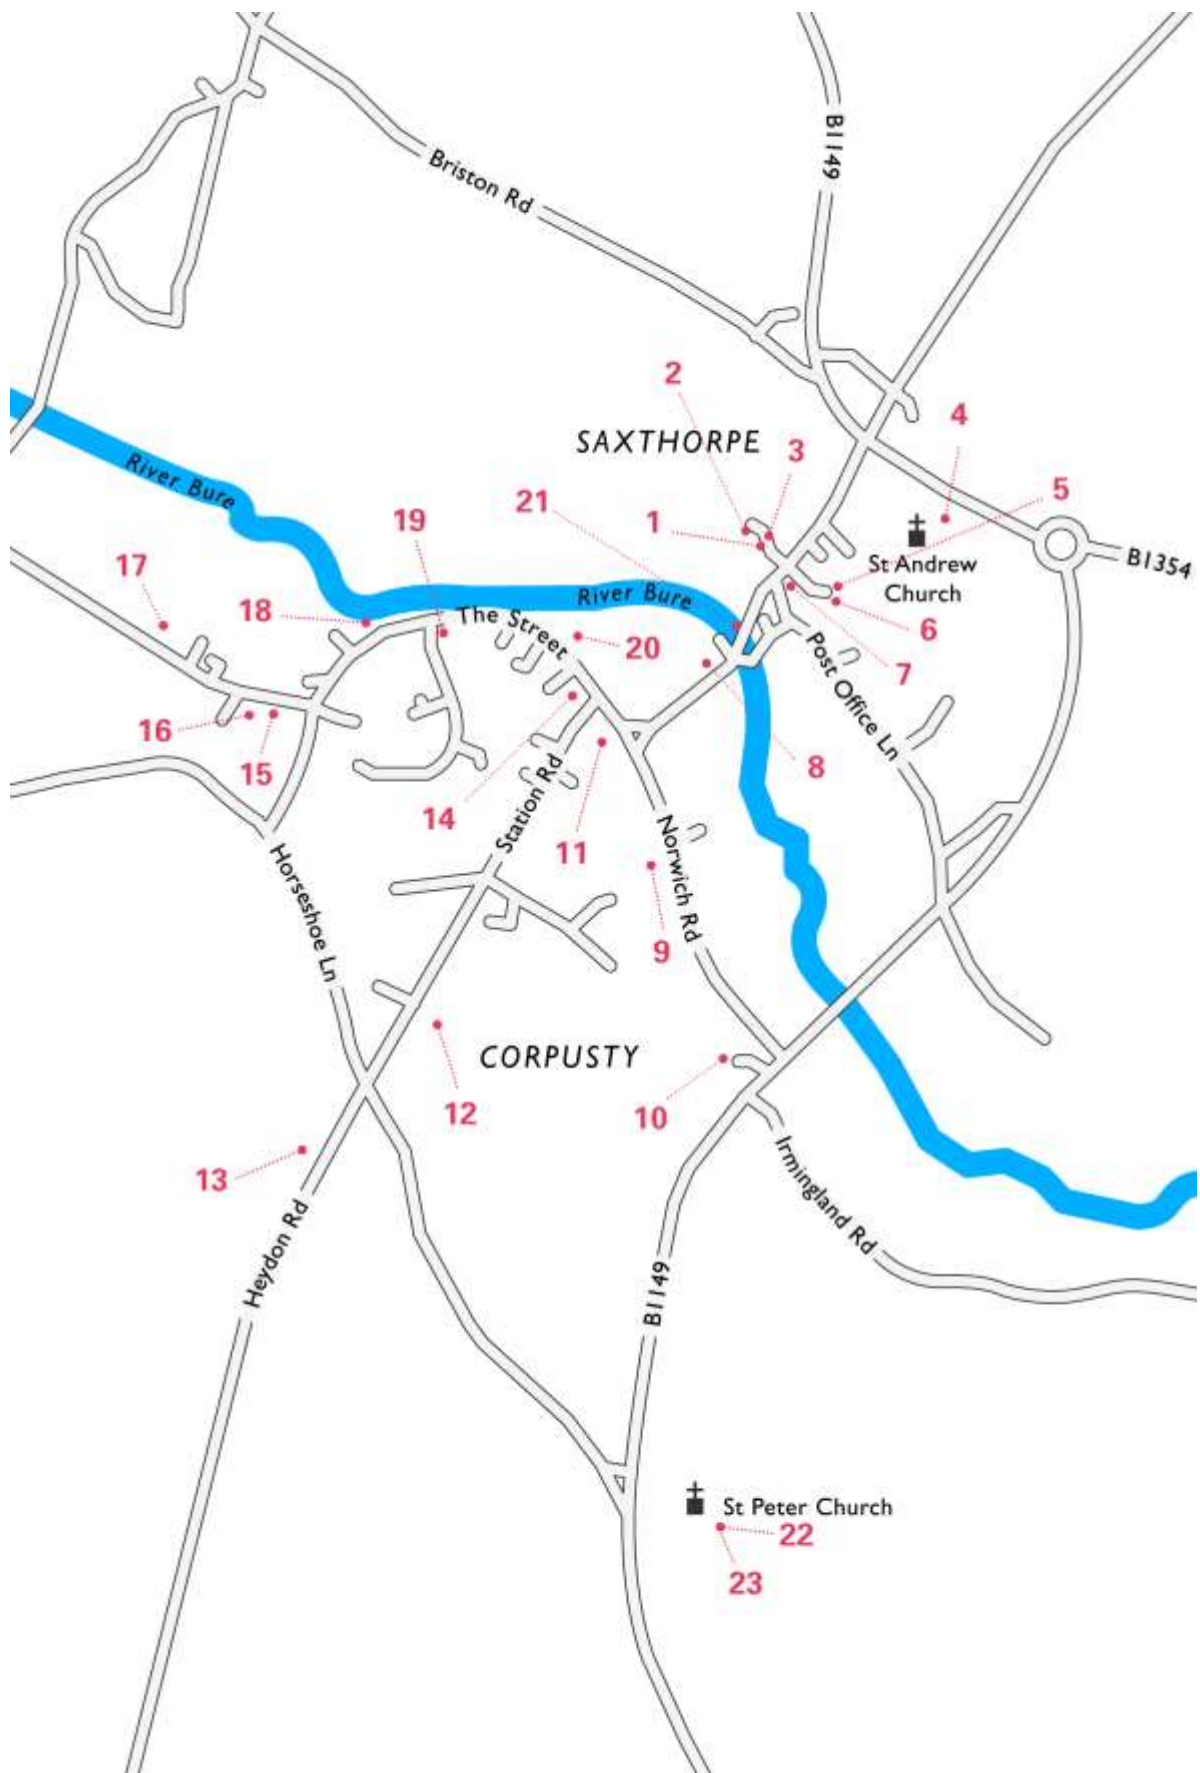 B1149
Briston Rd
2
SAXTHORPE
4
3
River Bure
21
5
19
1
St Andrew
Church
B1354
17
18
The Street
River Bure
6
20
Post Office Ln
7
16
15
14
Station Rd
11
8
Norwich Rd
Horseshoe Ln
9
CORPUSTY
12
10
13
Irmingland Rd
Heydon Rd
B1149
St Peter Church
22
23